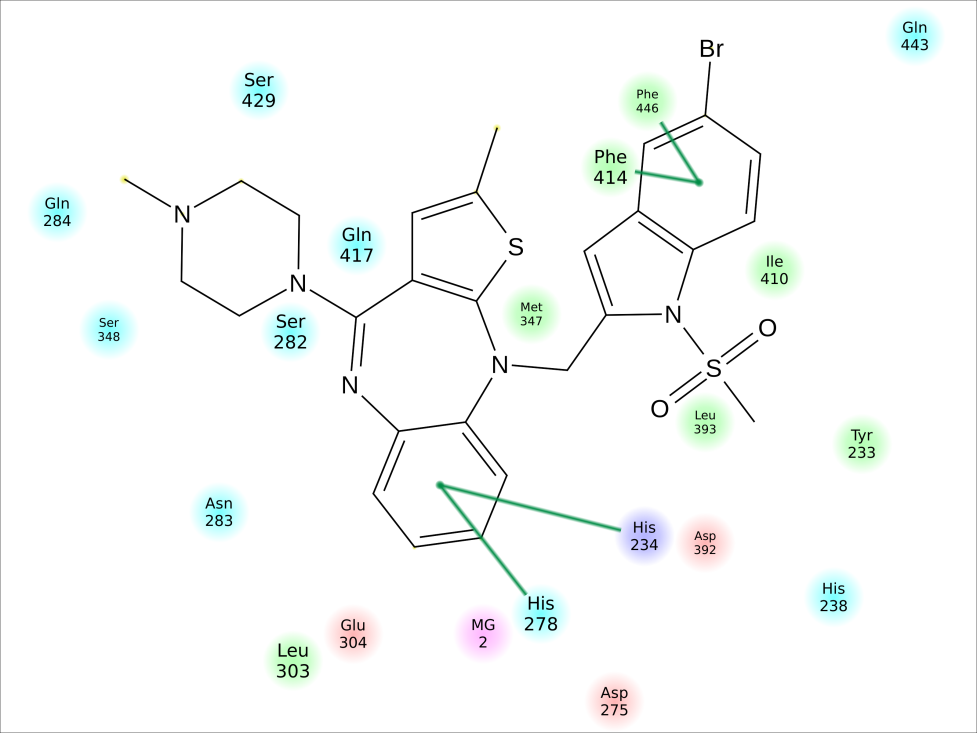 Gln
443
Br
Ser
429
Phe
446
Phe
414
N
Gln
284
Gln
417
S
Ile
410
N
Ser
348
Ser
282
Met
347
N
O
S
N
N
O
Leu
393
Tyr
233
Asn
283
His
234
Asp
392
His
238
His
278
MG
2
Glu
304
Leu
303
Asp
275